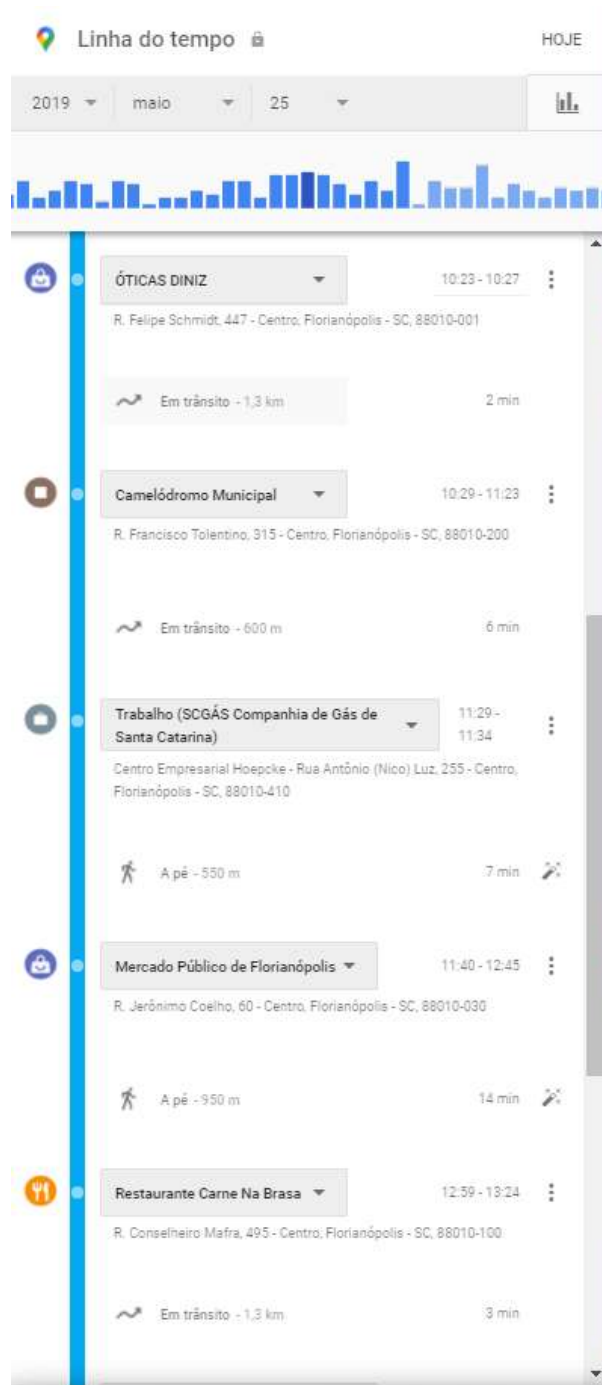 Linha do tempo
HOJE
2019 maio 25
ÓTICAS DINIZ 10:23 - 10:27
R. Felipe Schmidt, 447 - Centro, Florianópolis - SC, 88010-001
Em trânsito - 1,3 km 2 min
Camelódromo Municipal 10:29 - 11:23
R. Francisco Tolentino, 315 - Centro, Florianópolis - SC, 88010-200
Em trânsito - 600 m 6 min
Trabalho (SCGÁS Companhia de Gás de 11:29 -
Santa Catarina) 11:34
Centro Empresarial Hoepcke - Rua Antônio (Nico) Luz, 255 - Centro,
Florianópolis - SC, 88010-410
A pé - 550 m 7 min
Mercado Público de Florianópolis 11:40 - 12:45
R. Jerônimo Coelho, 60 - Centro, Florianópolis - SC, 88010-030
A pé - 950 m 14 min
Restaurante Carne Na Brasa 12:59 - 13:24
R. Conselheiro Mafra, 495 - Centro, Florianópolis - SC, 88010-100
Em trânsito - 1,3 km 3 min